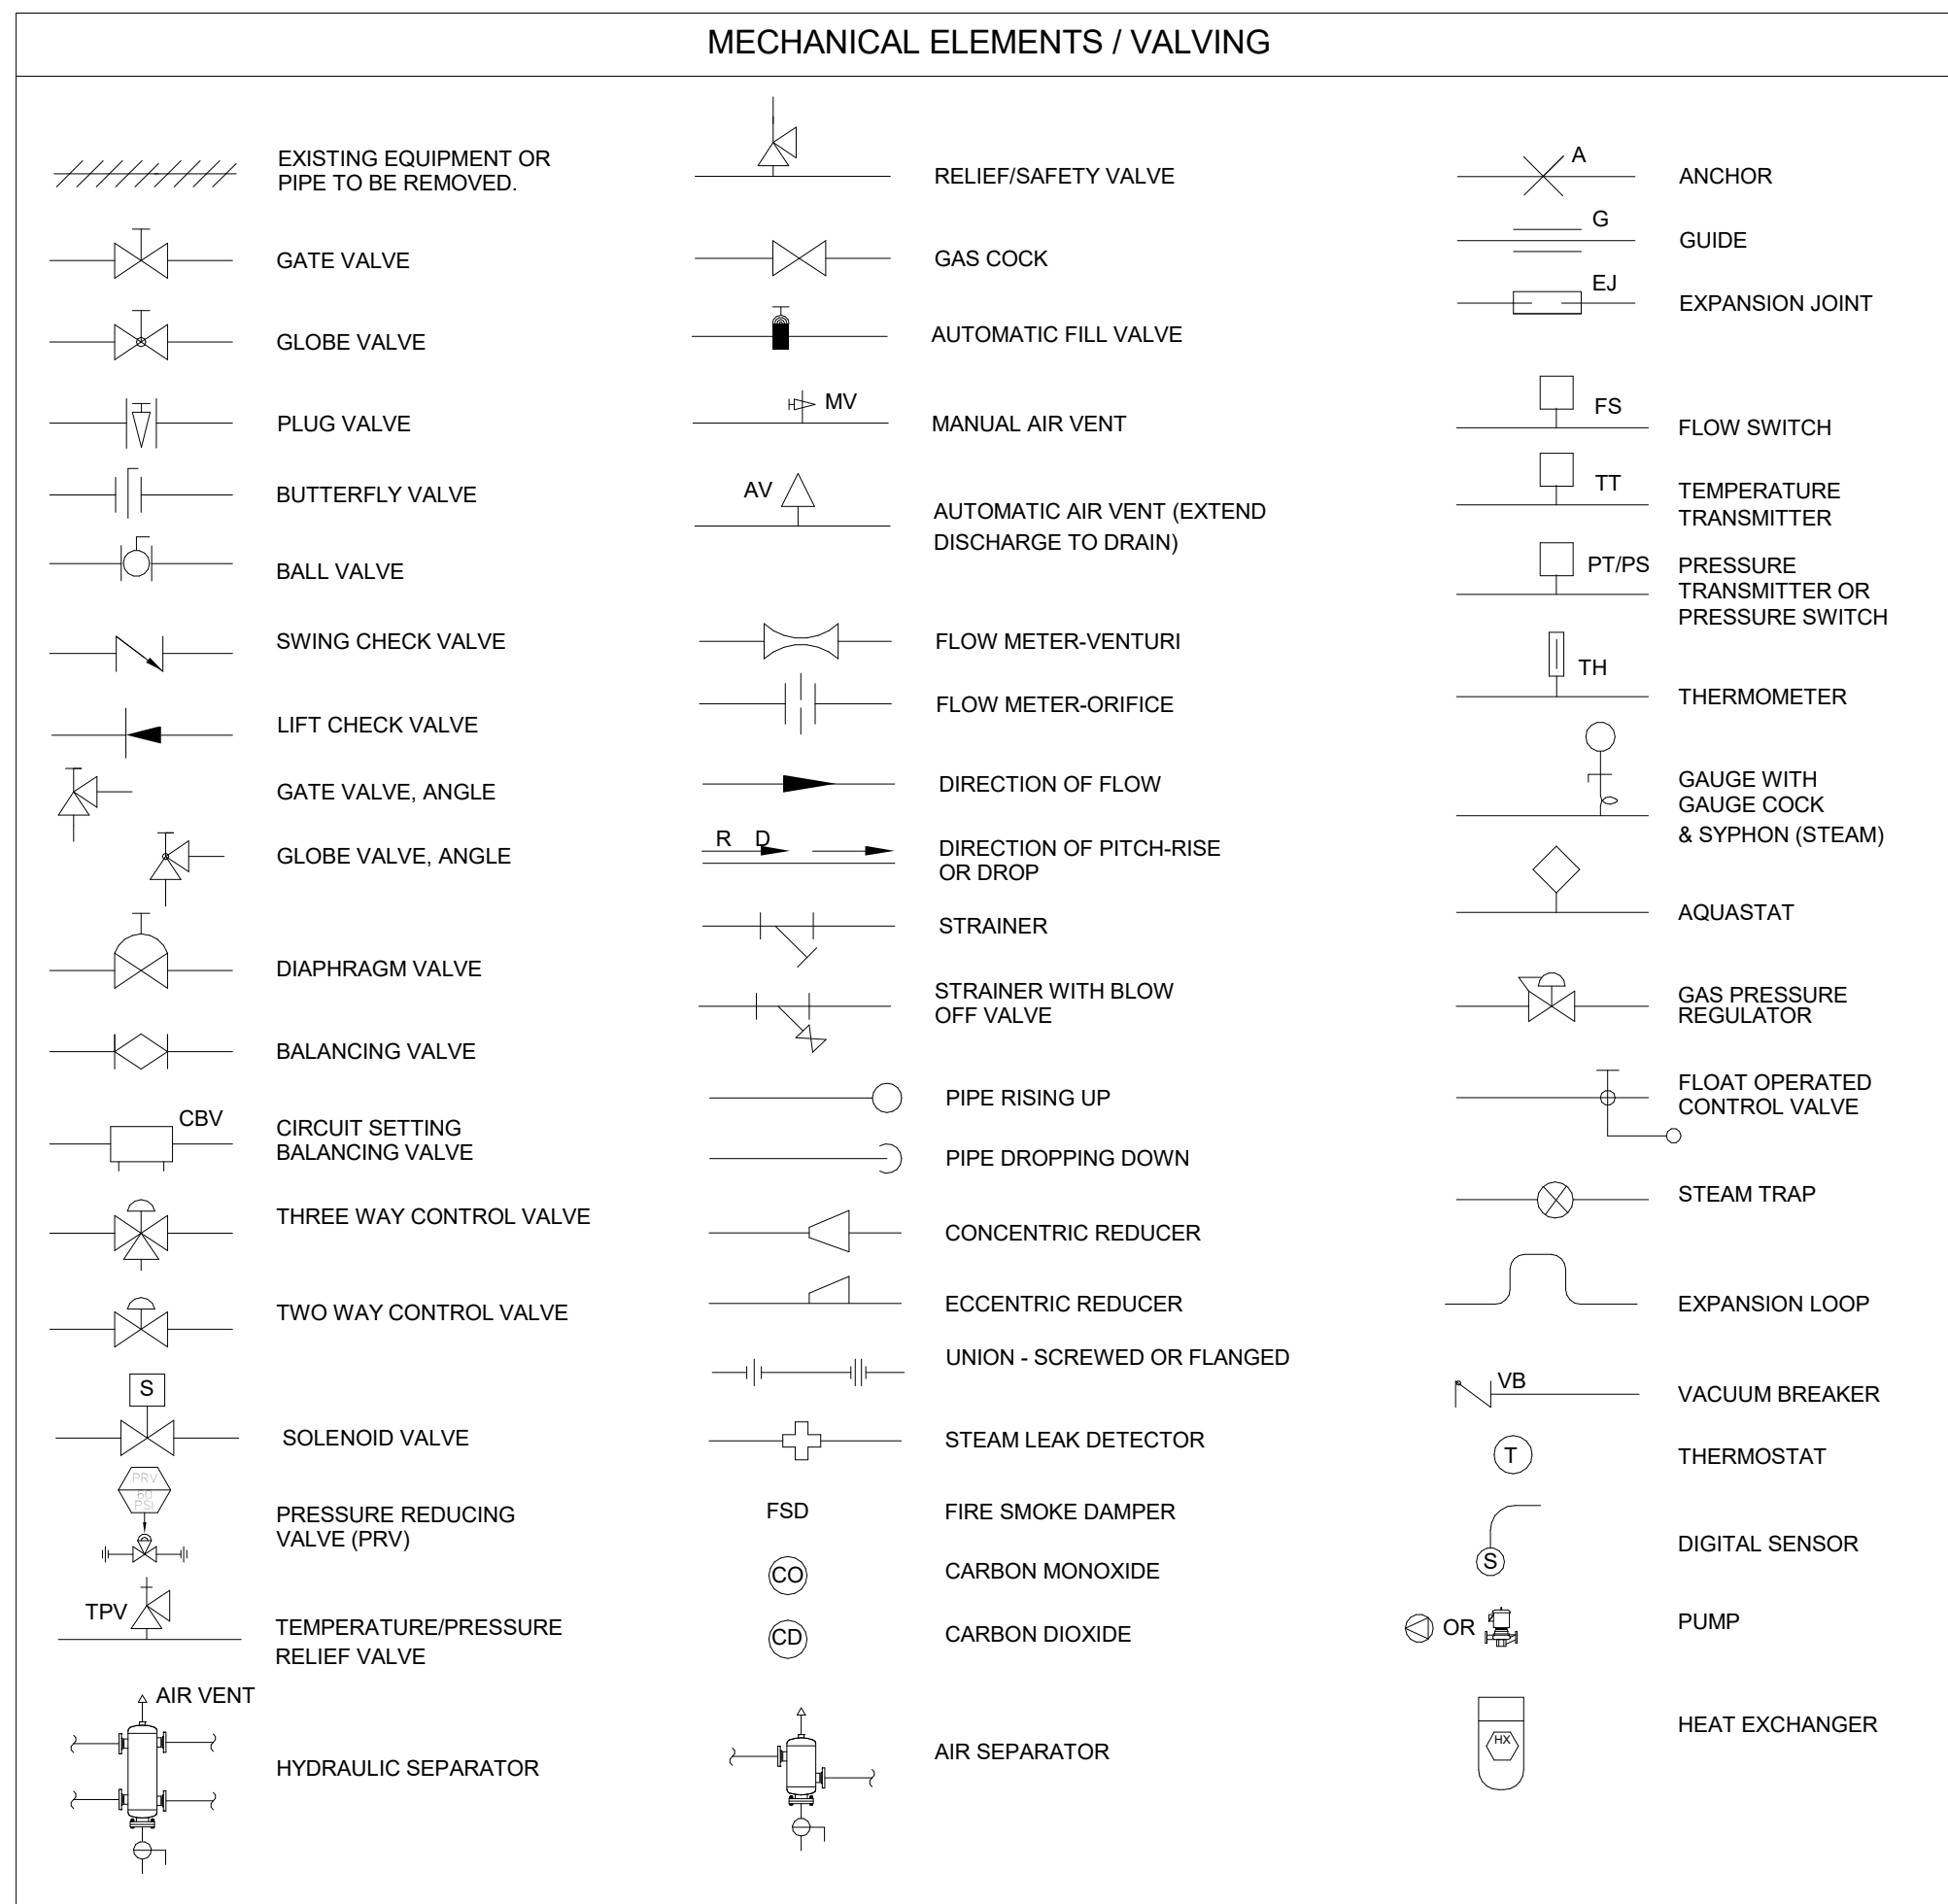 MECHANICAL ELEMENTS / VALVING
EXISTING EQUIPMENT OR
PIPE TO BE REMOVED.
GATE VALVE
GLOBE VALVE
PLUG VALVE
BUTTERFLY VALVE
BALL VALVE
SWING CHECK VALVE
LIFT CHECK VALVE
GATE VALVE, ANGLE
GLOBE VALVE, ANGLE
DIAPHRAGM VALVE
BALANCING VALVE
CBV
CIRCUIT SETTING
BALANCING VALVE
THREE WAY CONTROL VALVE
TWO WAY CONTROL VALVE
S
SOLENOID VALVE
PRV
60
PSI
PRESSURE REDUCING
VALVE (PRV)
TPV
TEMPERATURE/PRESSURE
RELIEF VALVE
AIR VENT
HYDRAULIC SEPARATOR
RELIEF/SAFETY VALVE
GAS COCK
AUTOMATIC FILL VALVE
MV
MANUAL AIR VENT
AV
AUTOMATIC AIR VENT (EXTEND
DISCHARGE TO DRAIN)
FLOW METER-VENTURI
FLOW METER-ORIFICE
DIRECTION OF FLOW
R D
DIRECTION OF PITCH-RISE
OR DROP
STRAINER
STRAINER WITH BLOW
OFF VALVE
PIPE RISING UP
PIPE DROPPING DOWN
CONCENTRIC REDUCER
ECCENTRIC REDUCER
UNION - SCREWED OR FLANGED
STEAM LEAK DETECTOR
FSD
FIRE SMOKE DAMPER
CO
CARBON MONOXIDE
CD
CARBON DIOXIDE
AIR SEPARATOR
A
ANCHOR
G
GUIDE
EJ
EXPANSION JOINT
FS
FLOW SWITCH
TT
TEMPERATURE
TRANSMITTER
PT/PS
PRESSURE
TRANSMITTER OR
PRESSURE SWITCH
TH
THERMOMETER
GAUGE WITH
GAUGE COCK
& SYPHON (STEAM)
AQUASTAT
GAS PRESSURE
REGULATOR
FLOAT OPERATED
CONTROL VALVE
STEAM TRAP
EXPANSION LOOP
VB
VACUUM BREAKER
T
THERMOSTAT
S
DIGITAL SENSOR
OR
PUMP
HX
HEAT EXCHANGER